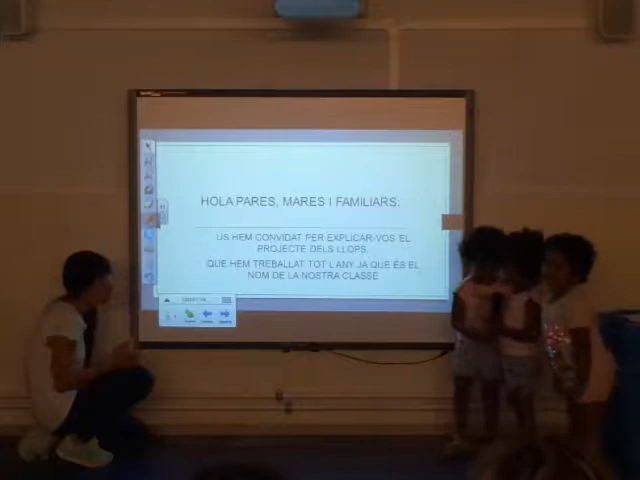 HOLA PARES, MARES I FAMILIARS.
US HEM CONVIDAT PER EXPLICAR-VOS EL
PROJECTE DELS LLOPS,
QUE HEM TREBALLAT TOT L'ANY JA QUE ÉS EL
NOM DE LA NOSTRA CLASSE